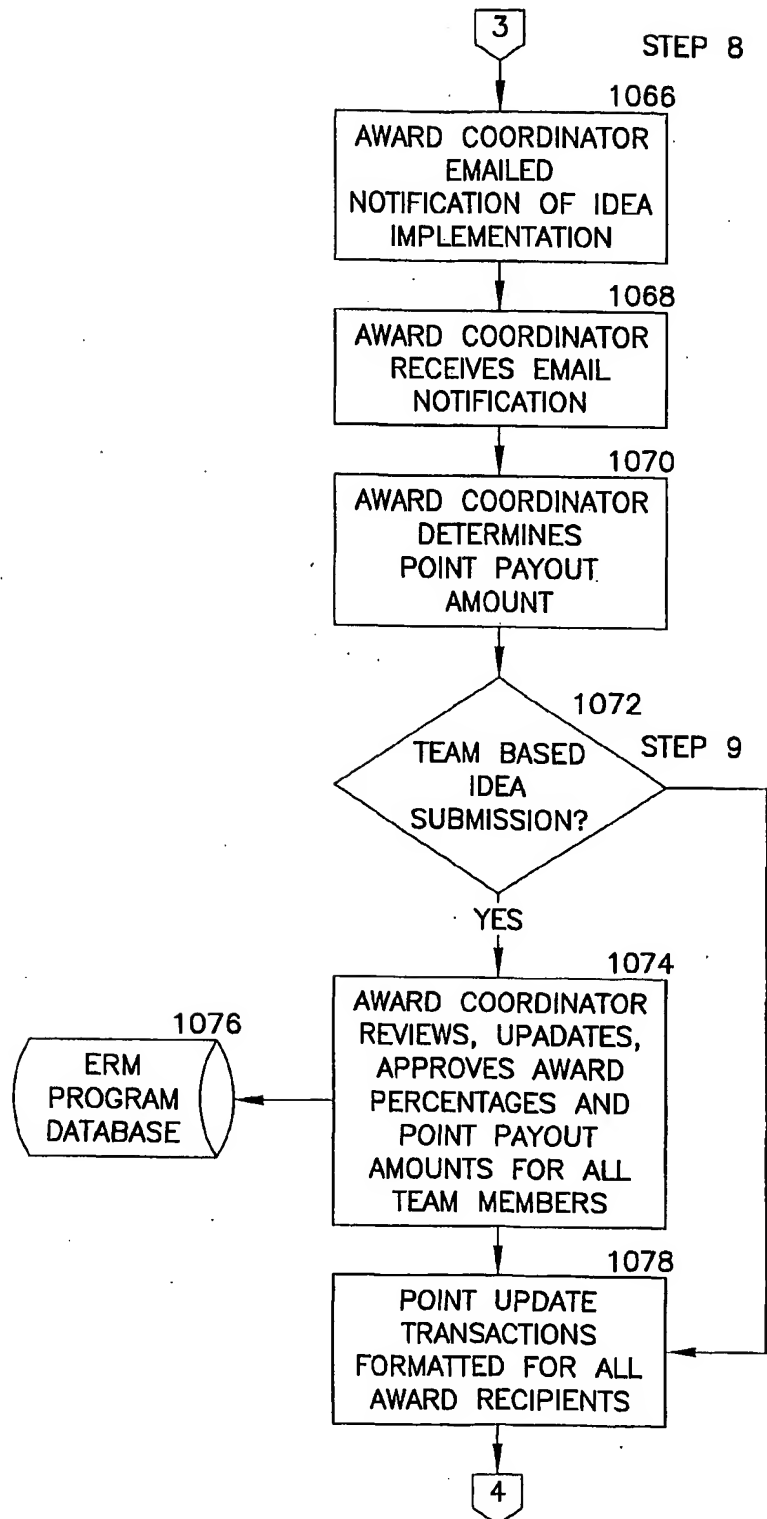 3
STEP 8
1066
AWARD COORDINATOR
EMAILED
NOTIFICATION OF IDEA
IMPLEMENTATION
1068
AWARD COORDINATOR
RECEIVES EMAIL
NOTIFICATION
1070
AWARD COORDINATOR
DETERMINES
POINT PAYOUT
AMOUNT
1072
STEP 9
TEAM BASED
IDEA
SUBMISSION?
YES
1074
AWARD COORDINATOR
REVIEWS, UPADATES,
APPROVES AWARD
PERCENTAGES AND
POINT PAYOUT
AMOUNTS FOR ALL
TEAM MEMBERS
1076
ERM
PROGRAM
DATABASE
1078
POINT UPDATE
TRANSACTIONS
FORMATTED FOR ALL
AWARD RECIPIENTS
4